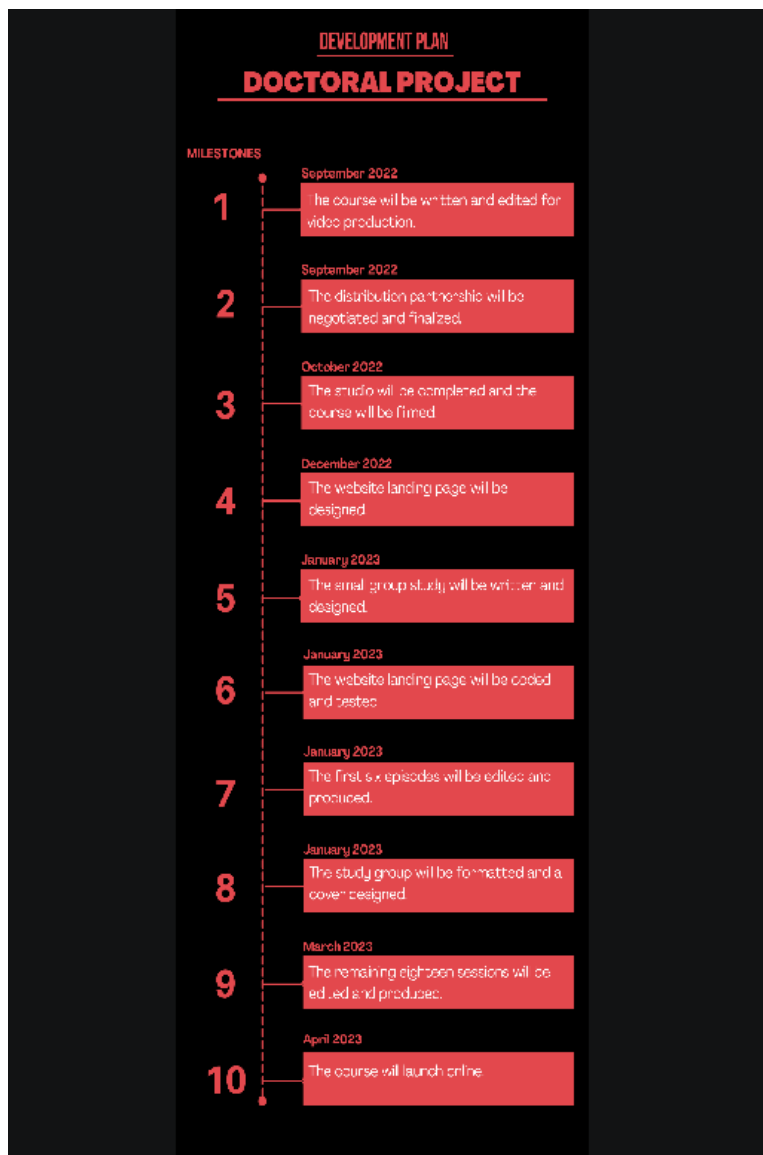 DEVELOPMENT PLAN
DOCTORAL PROJECT
MILESTONES
September 2022
1
The course will be written and edited for
video production.
September 2022
2
The distribution partnership will be
negotiated and finalized.
October 2022
3
The studio will be completed and the
course will be filmed.
December 2022
4
The website landing page will be
designed.
January 2023
5
The small group study will be written and
designed.
January 2023
6
The website landing page will be coded
and tested
January 2023
7
The first six episodes will be edited and
produced.
January 2023
8
The study group will be formatted and a
cover designed.
March 2023
9
The remaining eighteen sessions will be
edited and produced.
April 2023
10
The course will launch online.